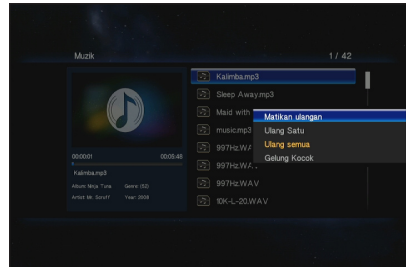 Muzik
1 / 42
Kalimba.mp3
Sleep Away.mp3
Maid with
music.mp3
997Hz.WA
997Hz.WA
997Hz.WAV
10K-L-20.WAV
Matikan ulangan
Ulang Satu
Ulang semua
Gelung Kocok
00:00:01
00:05:48
Kalimba.mp3
Album: Ninja Tuna
Genre: (52)
Artist: Mr. Scruff
Year: 2008